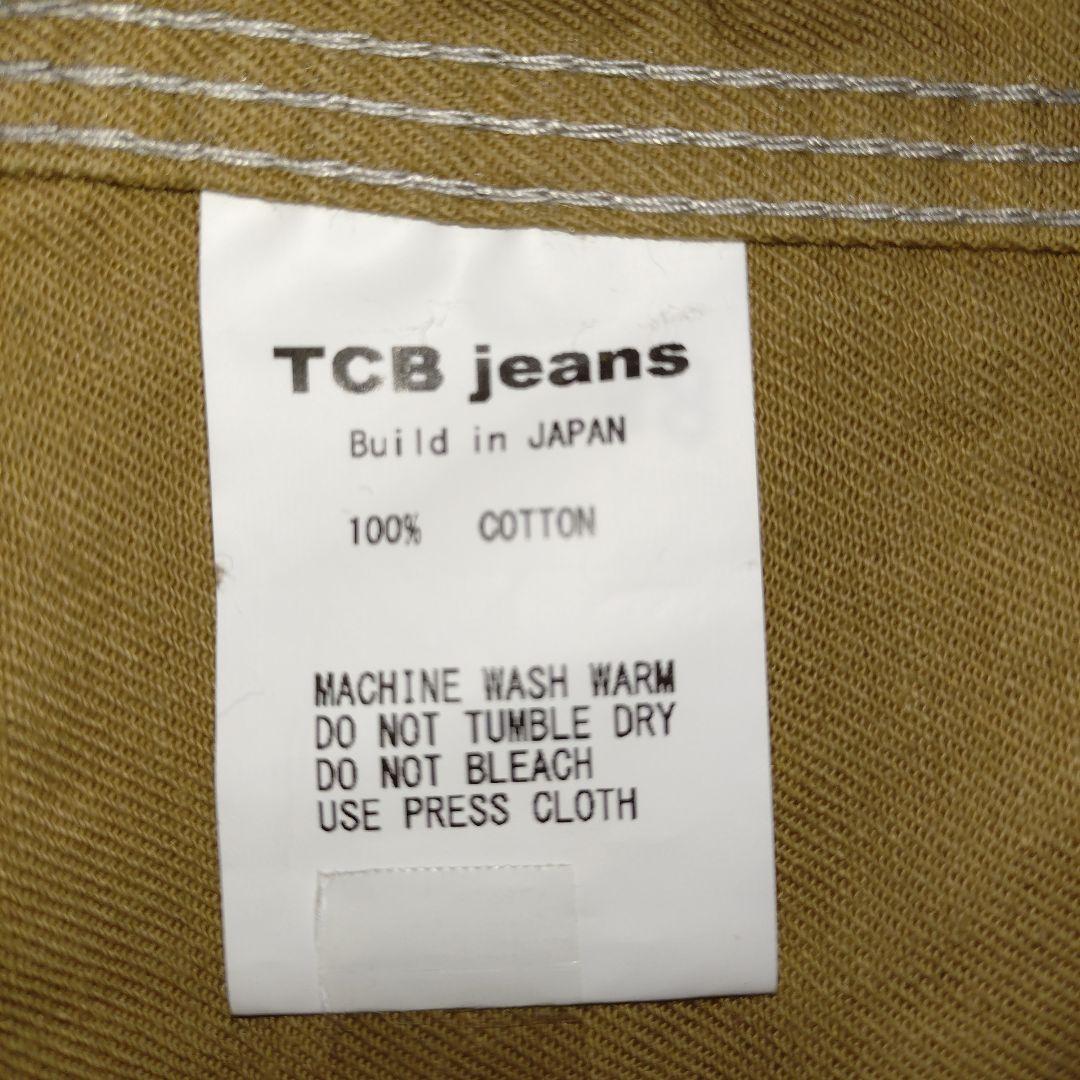 TCB jeans
Build in JAPAN
100% COTTON
MACHINE WASH WARM
DO NOT TUMBLE DRY
DO NOT BLEACH
USE PRESS CLOTH